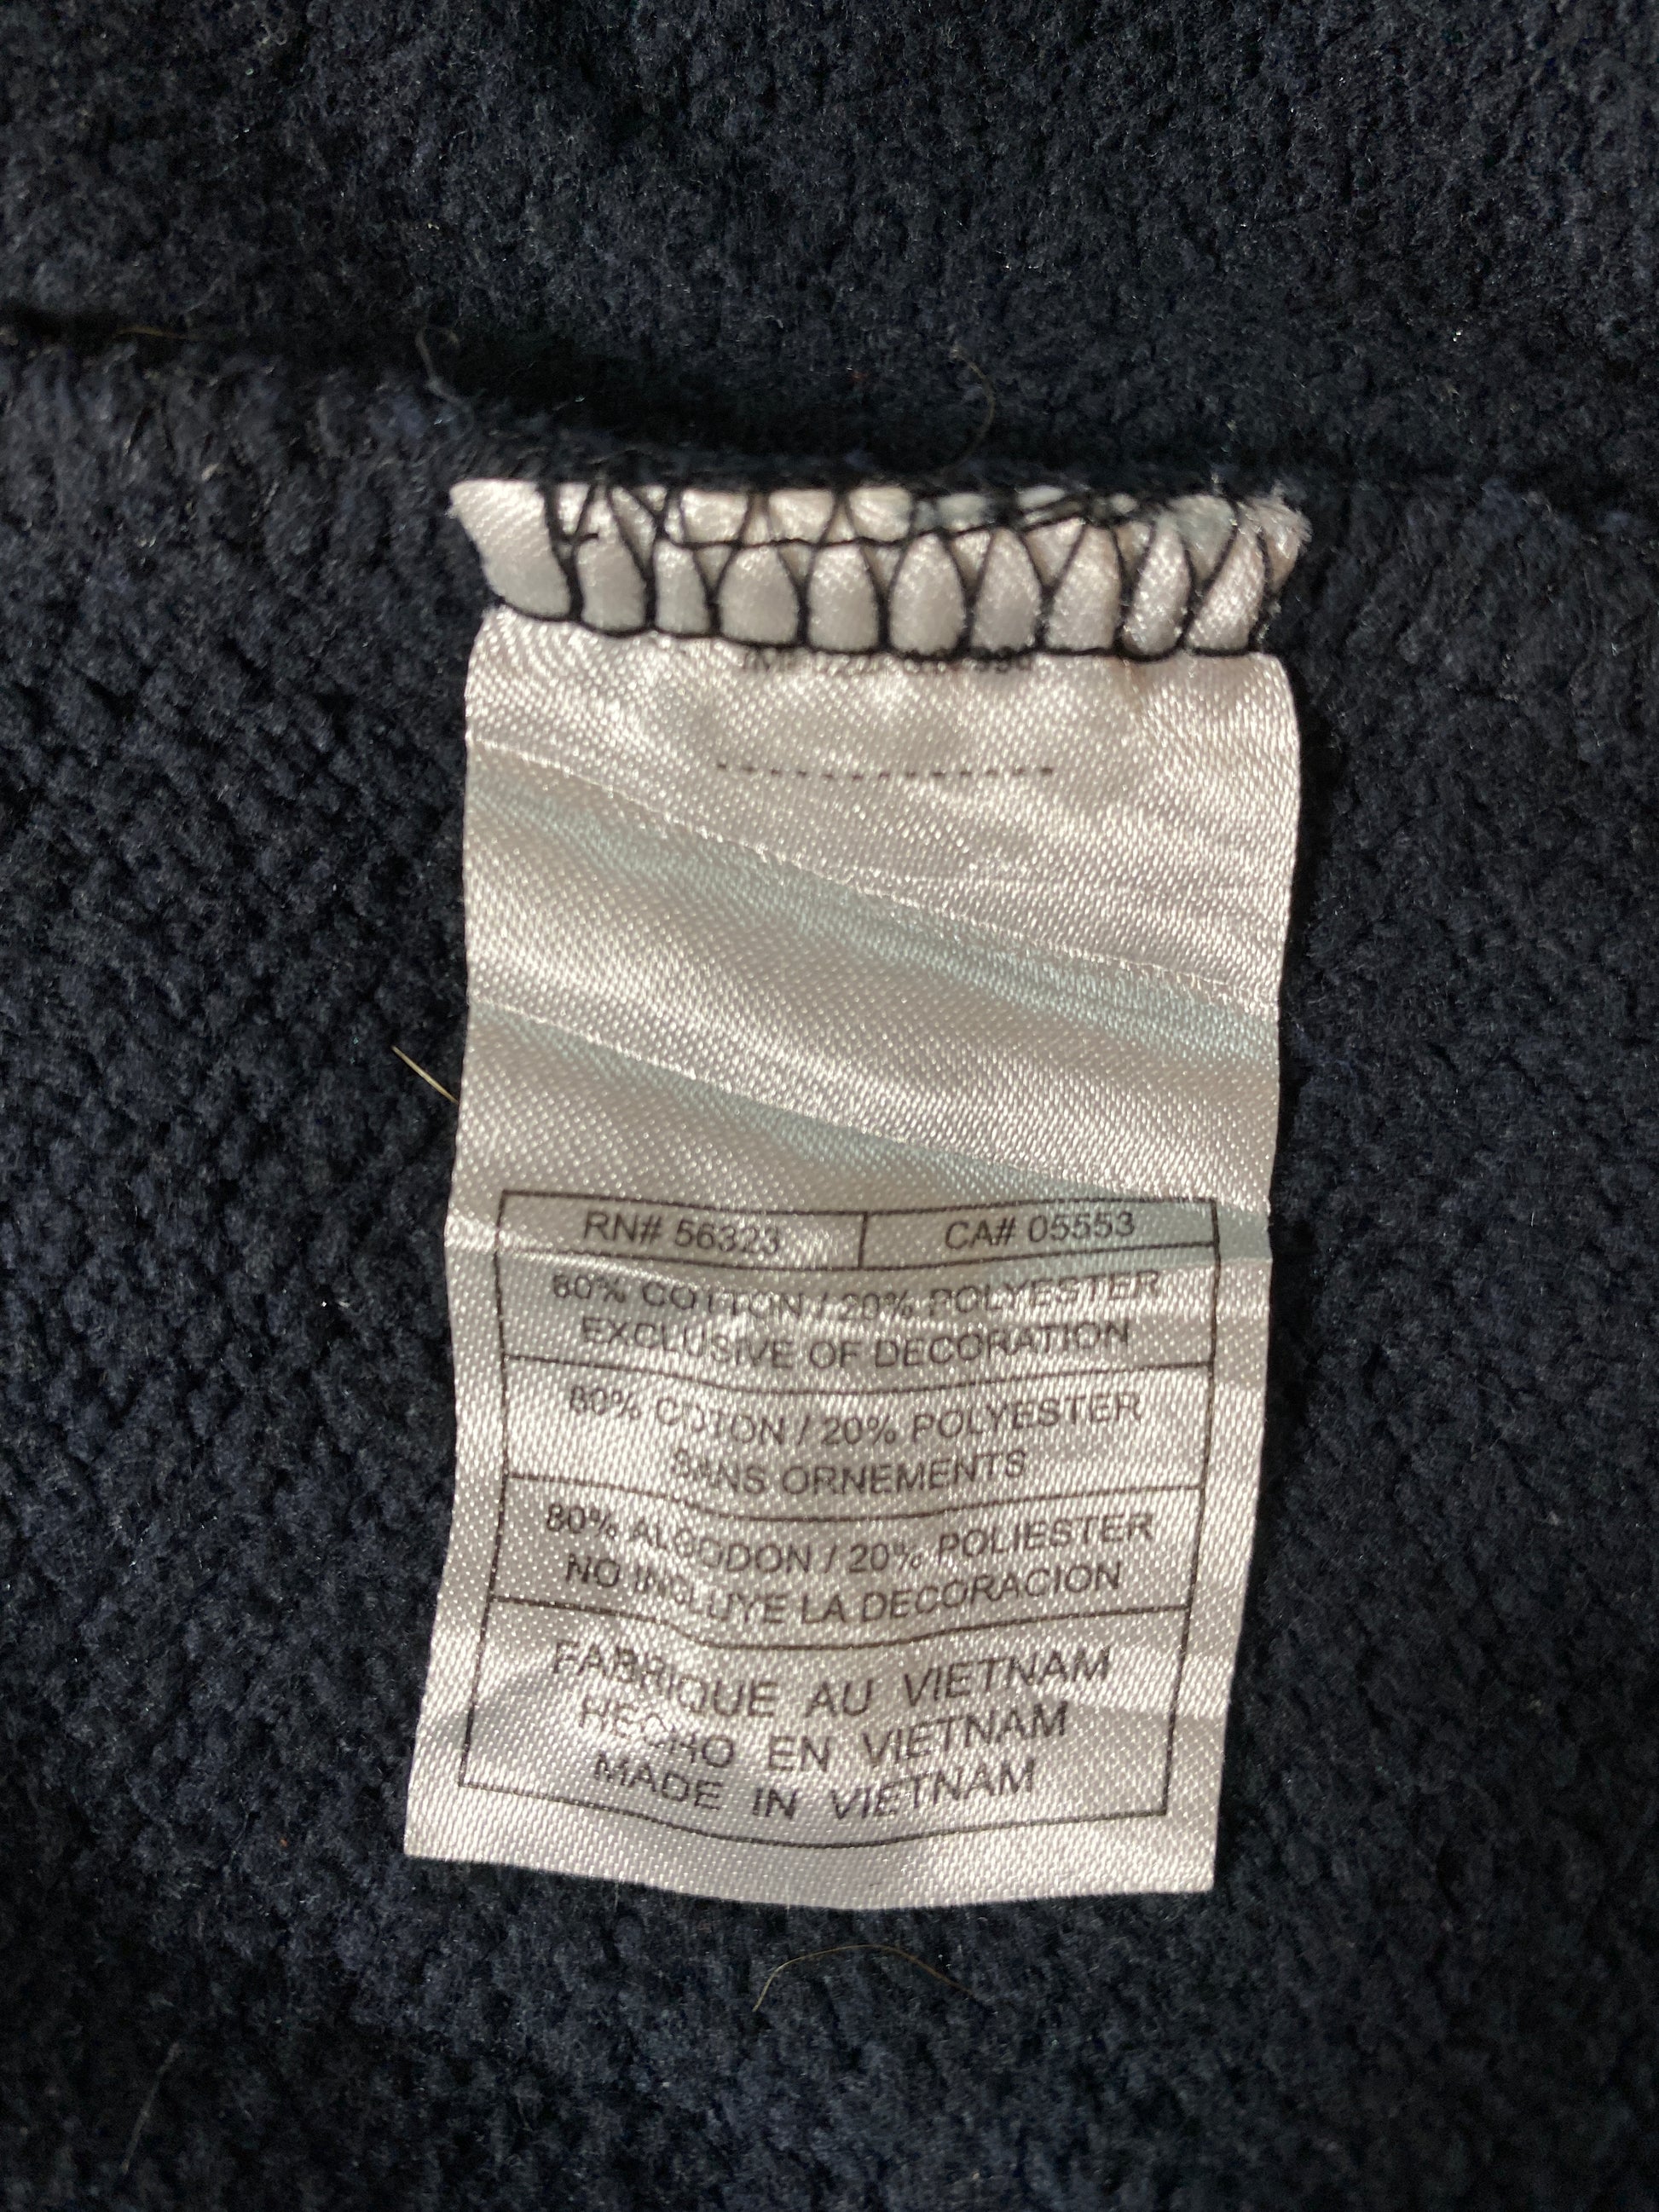 RN# 56323 CA# 05553
80% COTTON / 20% POLYESTER
EXCLUSIVE OF DECORATION
80% COTON / 20% POLYESTER
SANS ORNEMENTS
80% ALGODON / 20% POLIESTER
NO INCLUYE LA DECORACION
FABRIQUE AU VIETNAM
HECHO EN VIETNAM
MADE IN VIETNAM